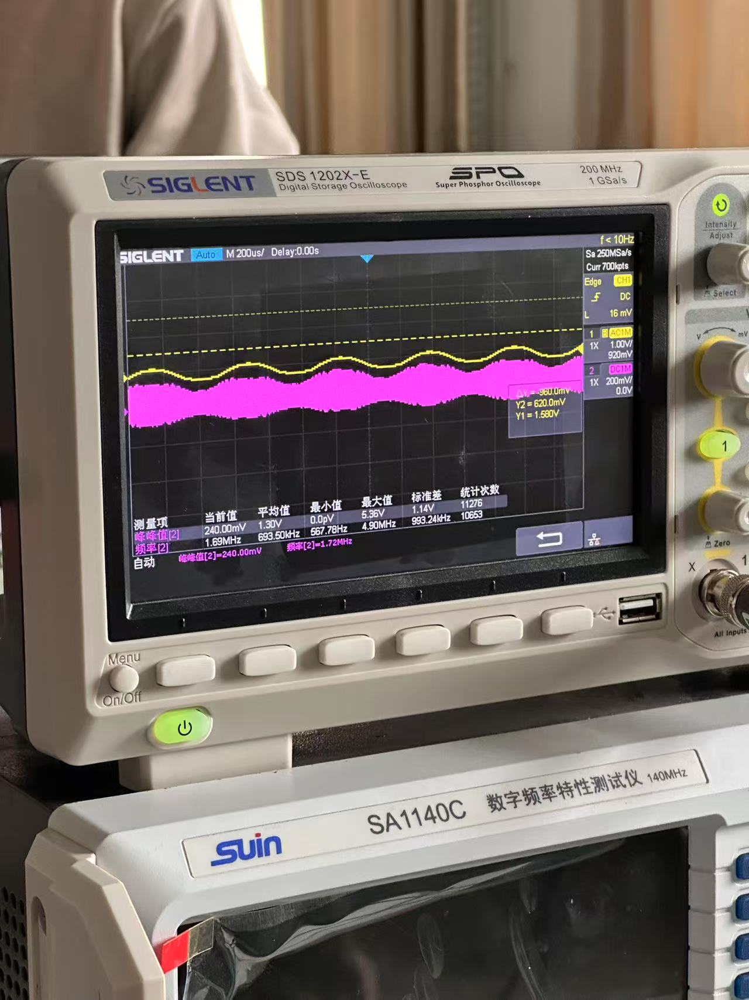 SIGLENT
SDS 1202X-E
Digital Storage Oscilloscope
SPO
Super Phosphor Oscilloscope
200 MHz
1 GSa/s
Intensity
Adjust
Select
SIGLENT Auto M 200us/ Delay:0.00s
f < 10Hz
Sa 250MSa/s
Curr 700kpts
Edge CH1
DC
L 16 mV
1 B AC1M
1X 1.00V/
920mV
2 DC1M
1X 200mV/
0.0V
ΔY = -960.0mV
Y2 = 620.0mV
Y1 = 1.580V
测量项 当前值 平均值 最小值 最大值 标准差 统计次数
峰峰值[2] 240.00mV 1.30V 0.0pV 5.36V 1.14V 11276
频率[2] 1.69MHz 693.50kHz 567.78Hz 4.90MHz 993.24kHz 10653
自动 峰峰值[2]=240.00mV 频率[2]=1.72MHz
V mV
1
Zero
X
All Inputs
Menu
On/Off
suin
SA1140C 数字频率特性测试仪 140MHz